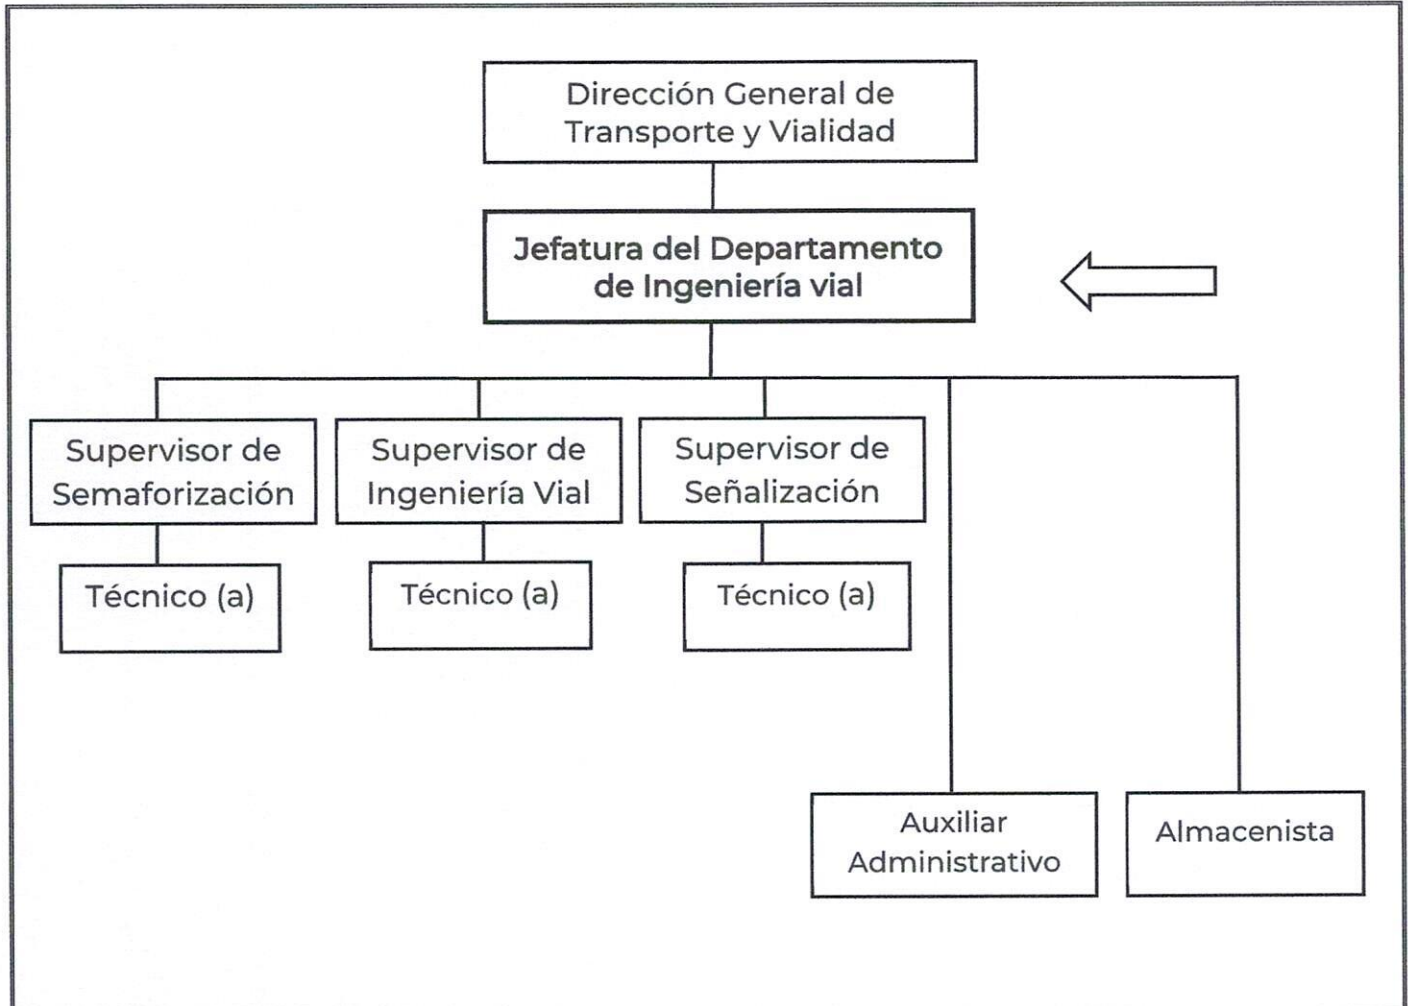 Dirección General de
Transporte y Vialidad
Jefatura del Departamento
de Ingeniería vial
Supervisor de
Semaforización
Supervisor de
Ingeniería Vial
Supervisor de
Señalización
Técnico (a)
Técnico (a)
Técnico (a)
Auxiliar
Administrativo
Almacenista